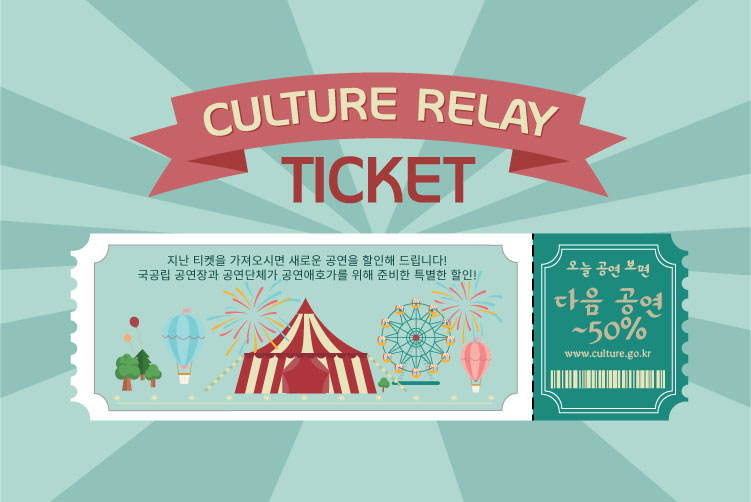 CULTURE RELAY
TICKET
지난 티켓을 가져오시면 새로운 공연을 할인해 드립니다!
국공립 공연장과 공연단체가 공연애호가를 위해 준비한 특별한 할인!
오늘 공연 보면
다음 공연
~50%
www.culture.go.kr